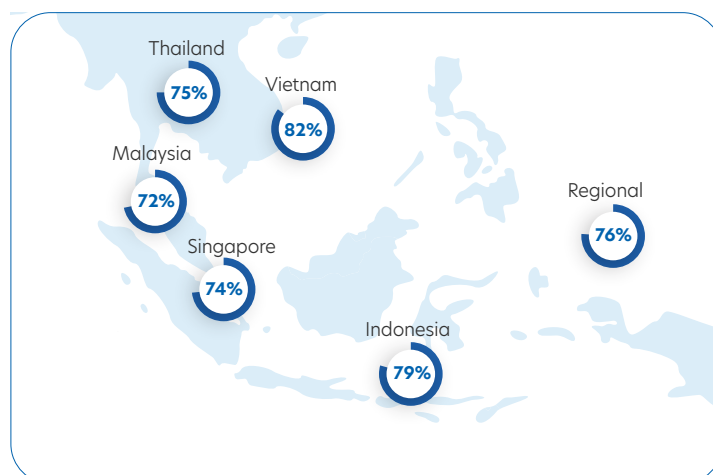 Thailand
75%
Vietnam
82%
Malaysia
72%
Regional
76%
Singapore
74%
Indonesia
79%